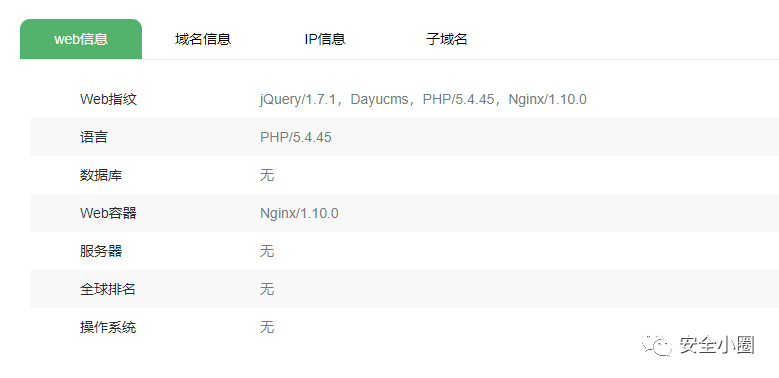 web信息 域名信息 IP信息 子域名
Web指纹 jQuery/1.7.1，Dayucms，PHP/5.4.45，Nginx/1.10.0
语言 PHP/5.4.45
数据库 无
Web容器 Nginx/1.10.0
服务器 无
全球排名 无
操作系统 无
安全小圈